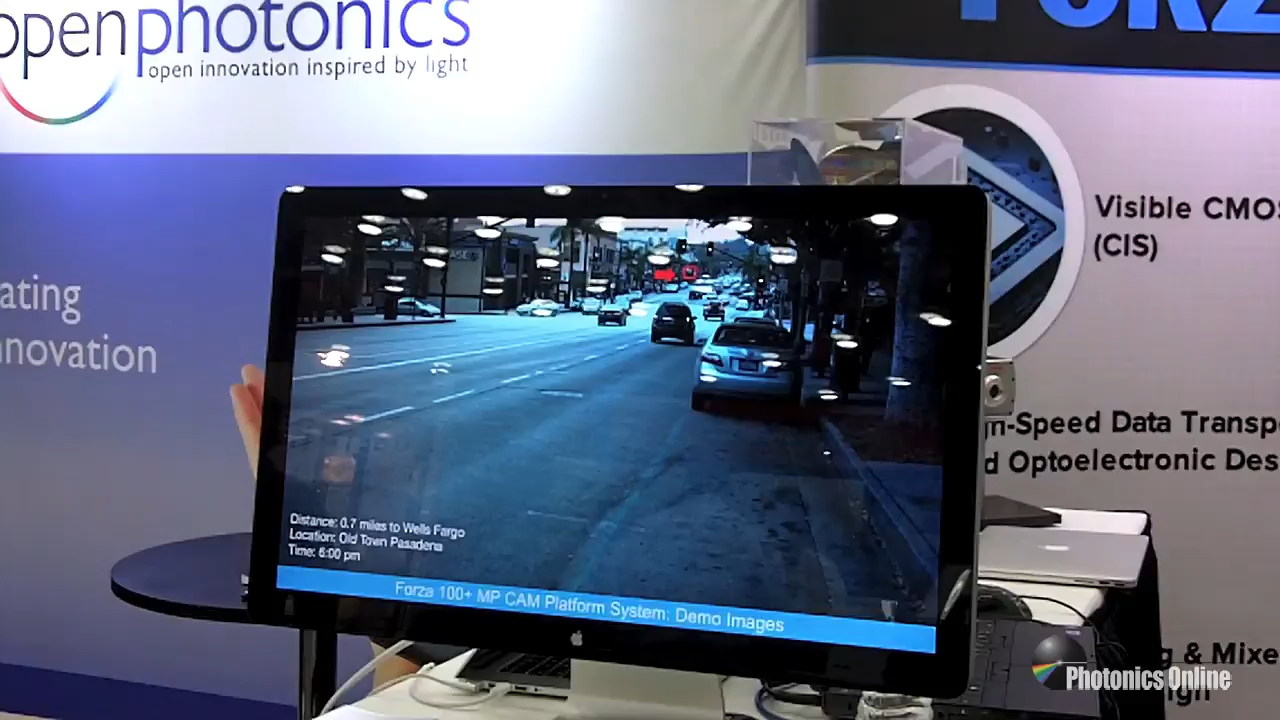 openphotonics
open innovation inspired by light
FORZ
Visible CMOS
(CIS)
ating
nnovation
-Speed Data Transp
d Optoelectronic Des
Distance: 0.7 miles to Wells Fargo
Location: Old Town Pasadena
Time: 6:00 pm
Forza 100+ MP CAM Platform System: Demo Images
g & Mixe
ign
Photonics Online